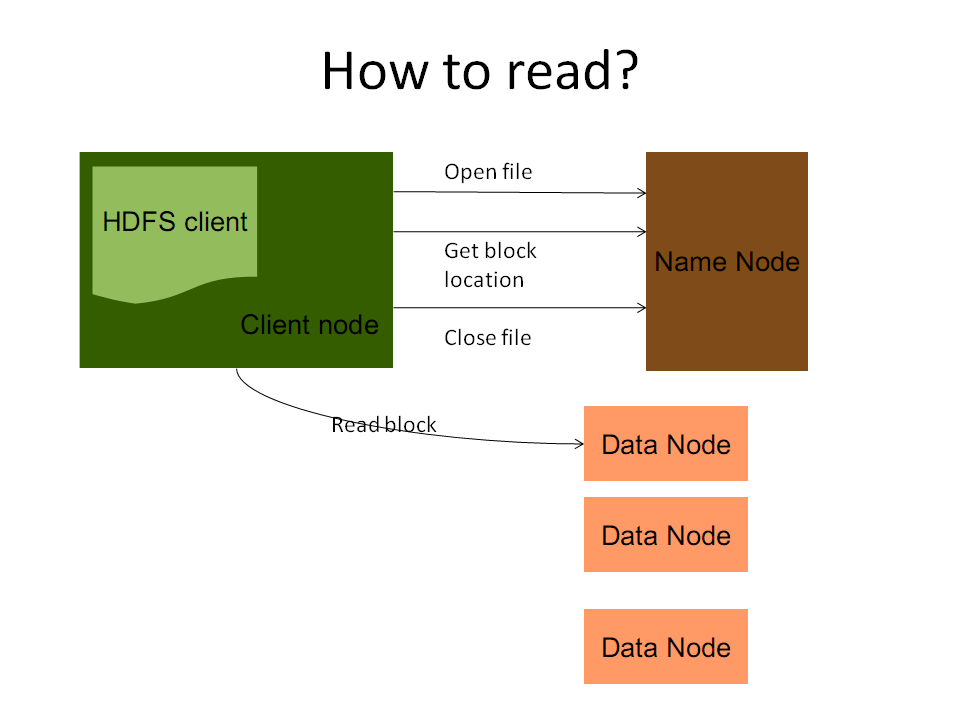 How to read?
Open file
HDFS client
Get block
location
Name Node
Client node
Close file
Read block
Data Node
Data Node
Data Node